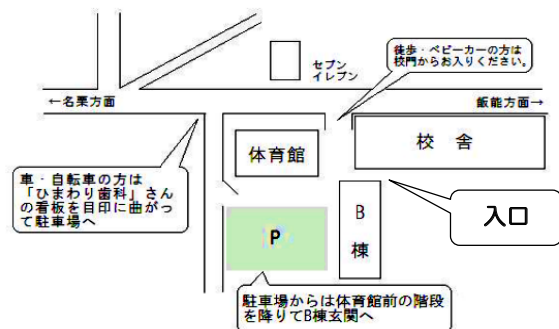 セブン
イレブン
徒歩・ベビーカーの方は
校門からお入りください。
←名栗方面
飯能方面→
体育館
校 舎
車・自転車の方は
「ひまわり歯科」さん
の看板を目印に曲がっ
て駐車場へ
B
棟
入口
P
駐車場からは体育館前の階段
を降りてB棟玄関へ